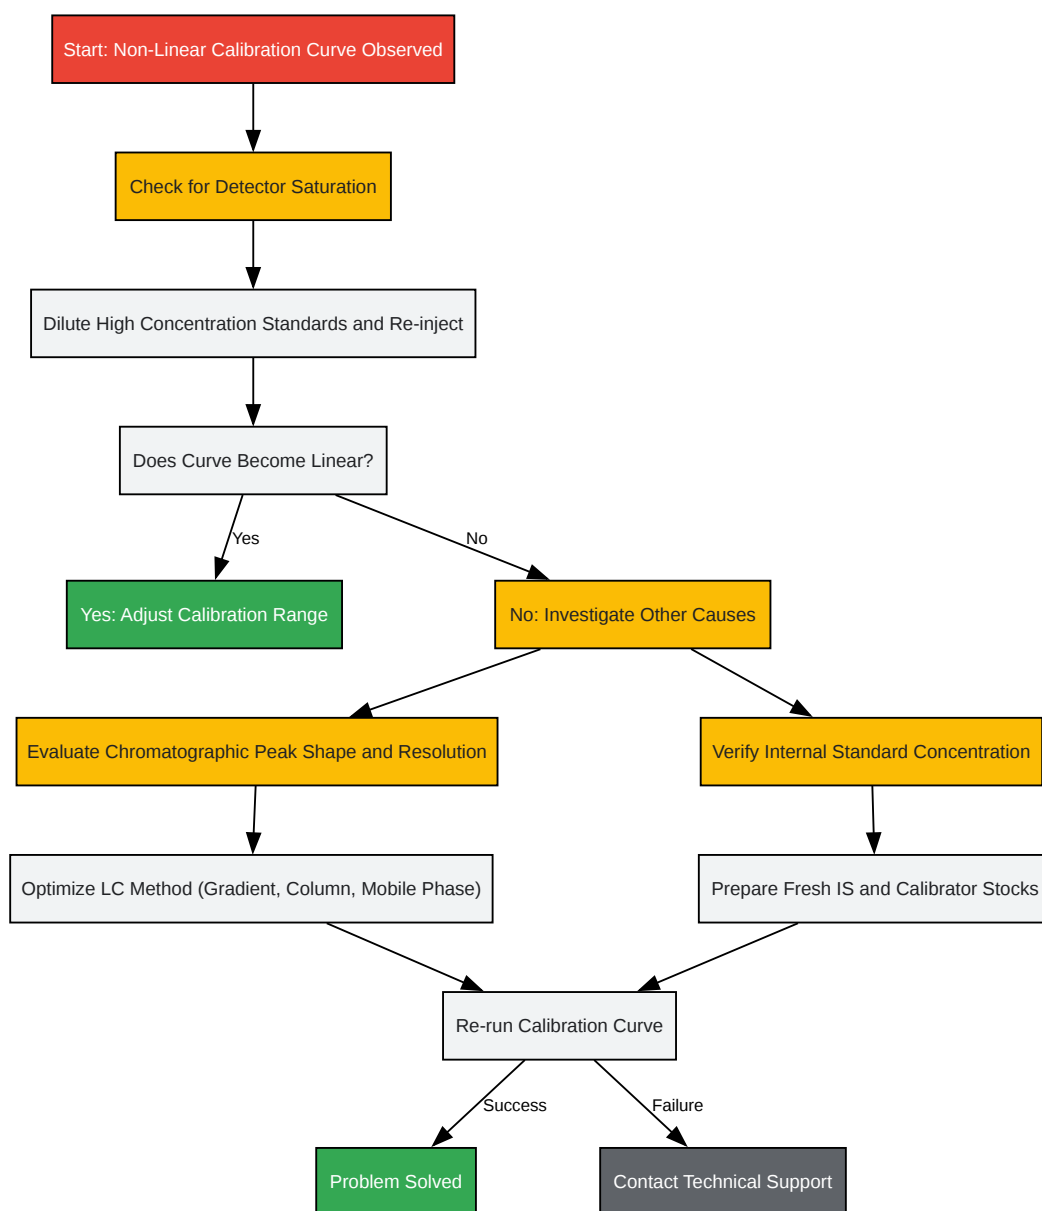 Start: Non-Linear Calibration Curve Observed
Check for Detector Saturation
Dilute High Concentration Standards and Re-inject
Does Curve Become Linear?
Yes
No
Yes: Adjust Calibration Range
No: Investigate Other Causes
Evaluate Chromatographic Peak Shape and Resolution
Verify Internal Standard Concentration
Optimize LC Method (Gradient, Column, Mobile Phase)
Prepare Fresh IS and Calibrator Stocks
Re-run Calibration Curve
Success
Failure
Problem Solved
Contact Technical Support